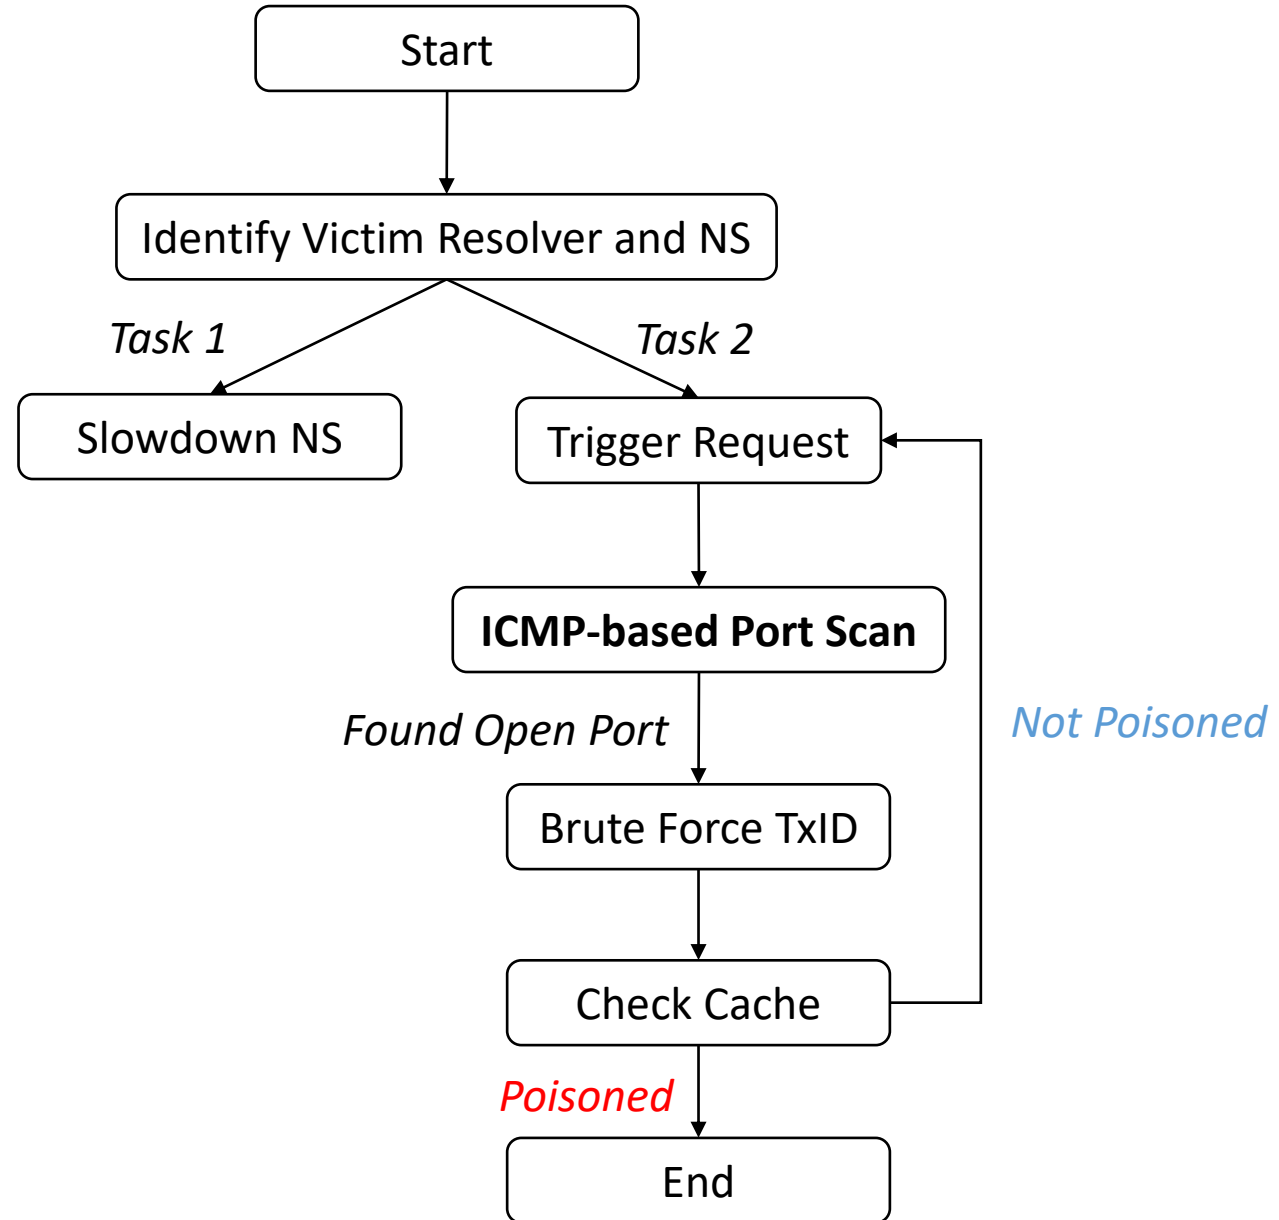 Start
Identify Victim Resolver and NS
Task 1
Task 2
Slowdown NS
Trigger Request
ICMP-based Port Scan
Found Open Port
Not Poisoned
Brute Force TxID
Check Cache
Poisoned
End